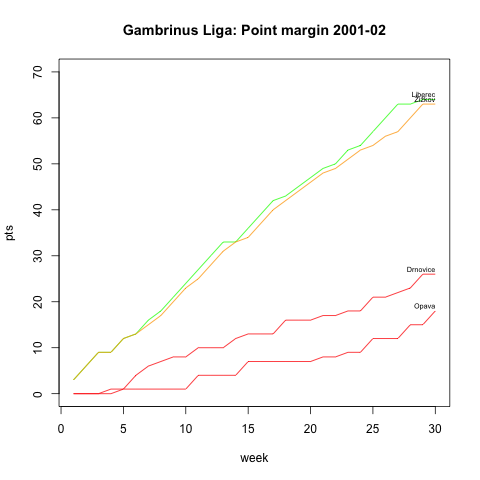 Gambrinus Liga: Point margin 2001-02
pts
70
60
50
40
30
20
10
0
Liberec
Zizkov
Drnovice
Opava
0 5 10 15 20 25 30
week